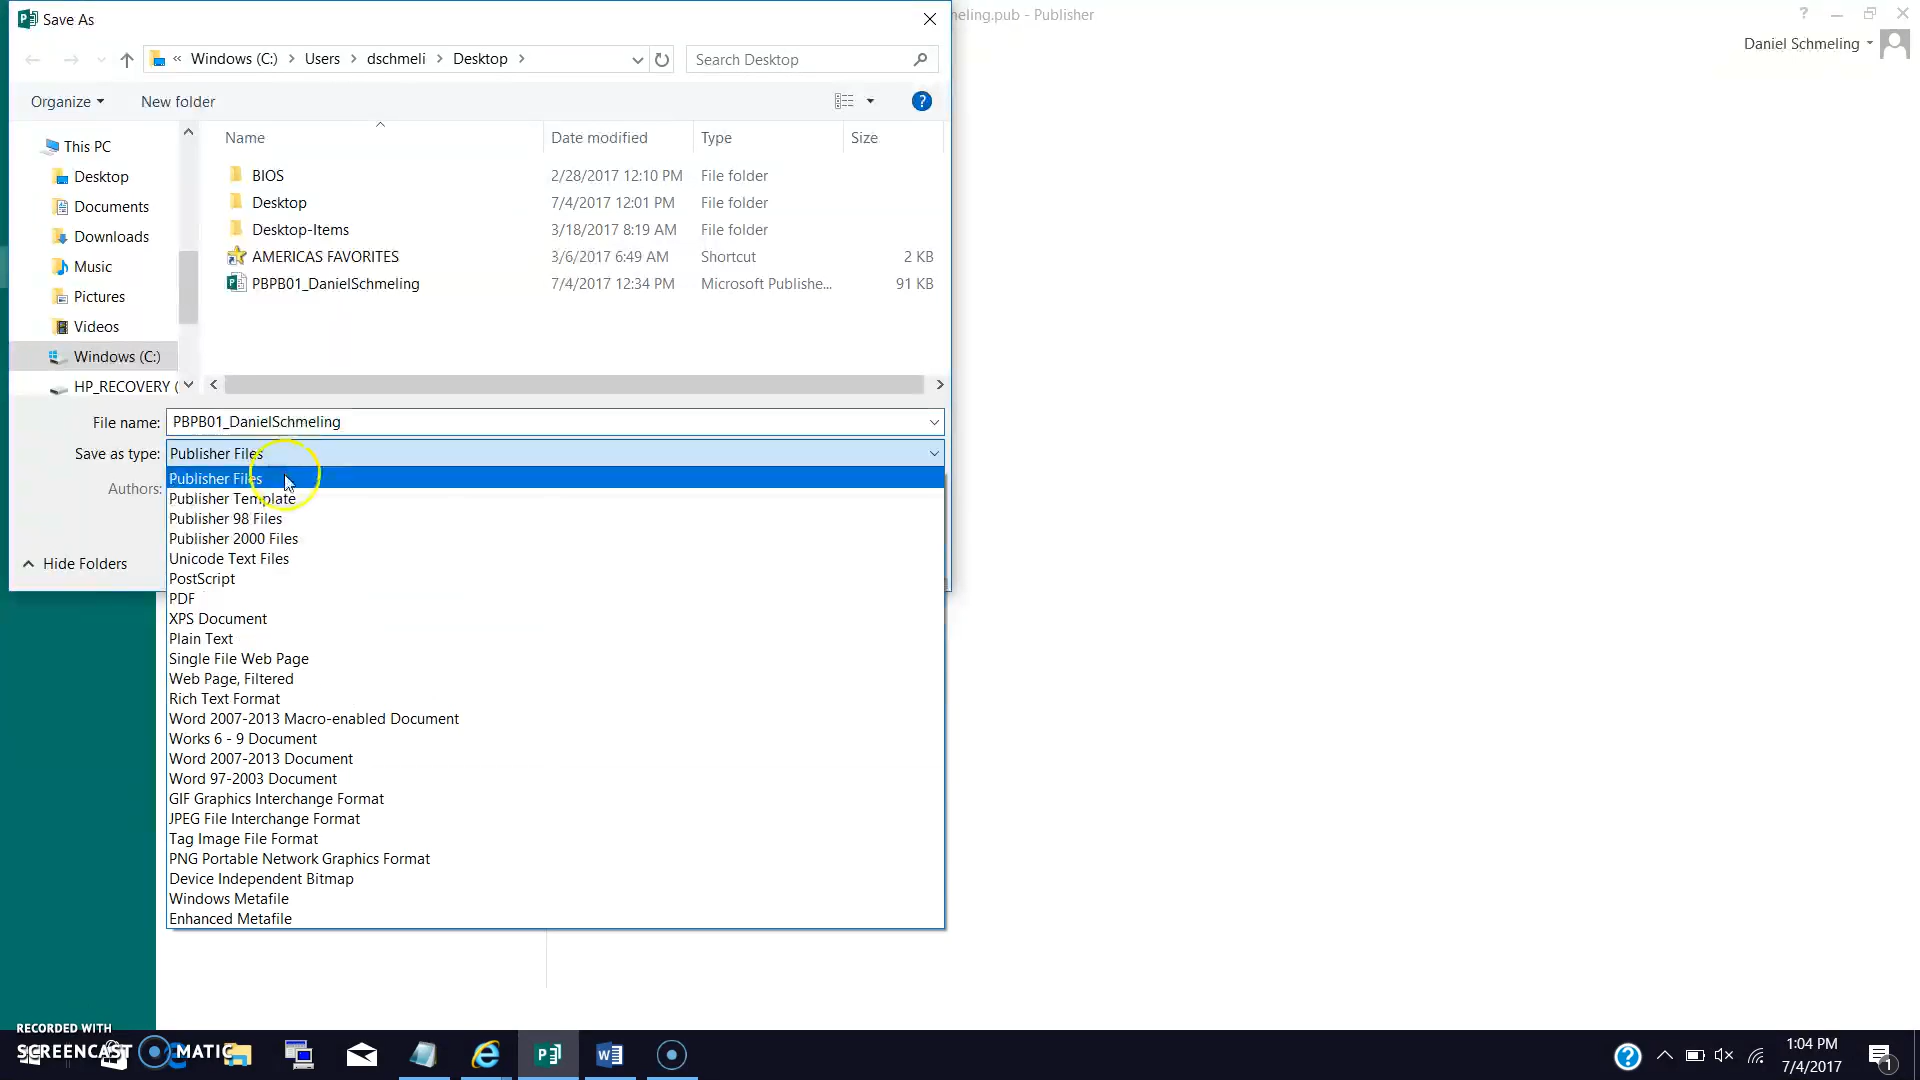 Save As
eling.pub - Publisher
?
Daniel Schmeling
« Windows (C:) > Users > dschmeli > Desktop >
Search Desktop
Organize
New folder
?
Name
Date modified
Type
Size
This PC
Desktop
Documents
Downloads
Music
Pictures
Videos
Windows (C:)
HP_RECOVERY (
BIOS 2/28/2017 12:10 PM File folder
Desktop 7/4/2017 12:01 PM File folder
Desktop-Items 3/18/2017 8:19 AM File folder
AMERICAS FAVORITES 3/6/2017 6:49 AM Shortcut 2 KB
PBPB01_DanielSchmeling 7/4/2017 12:34 PM Microsoft Publishe... 91 KB
File name: PBPB01_DanielSchmeling
Save as type: Publisher Files
Authors:
Hide Folders
Publisher Files
Publisher Template
Publisher 98 Files
Publisher 2000 Files
Unicode Text Files
PostScript
PDF
XPS Document
Plain Text
Single File Web Page
Web Page, Filtered
Rich Text Format
Word 2007-2013 Macro-enabled Document
Works 6 - 9 Document
Word 2007-2013 Document
Word 97-2003 Document
GIF Graphics Interchange Format
JPEG File Interchange Format
Tag Image File Format
PNG Portable Network Graphics Format
Device Independent Bitmap
Windows Metafile
Enhanced Metafile
RECORDED WITH
SCREENCAST MATIC
?
1:04 PM
7/4/2017
1